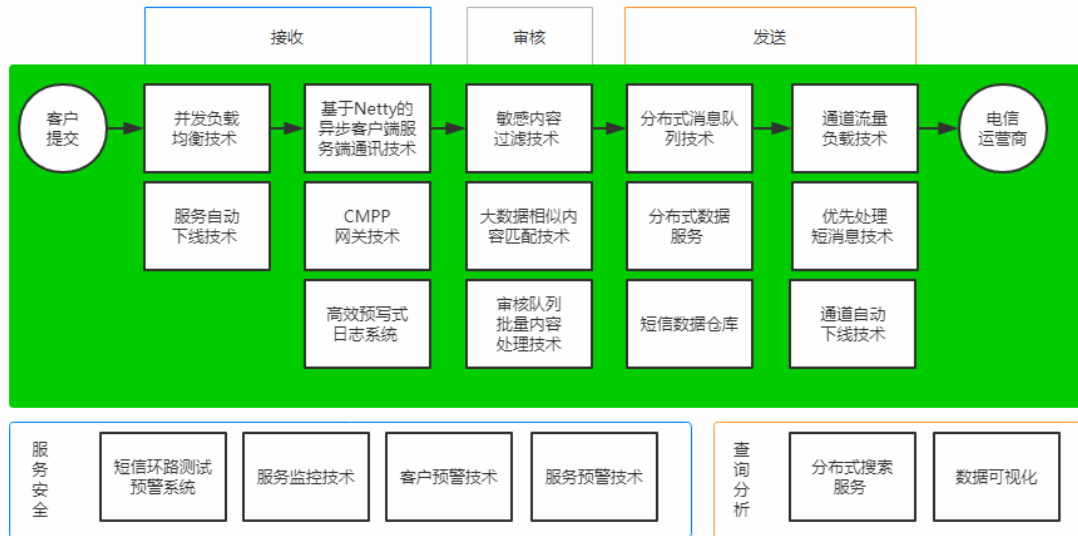 接收
审核
发送
客户
提交
并发负载
均衡技术
基于Netty的
异步客户端服
务端通讯技术
敏感内容
过滤技术
分布式消息队
列技术
通道流量
负载技术
电信
运营商
服务自动
下线技术
CMPP
网关技术
大数据相似内
容匹配技术
分布式数据
服务
优先处理
短消息技术
高效预写式
日志系统
审核队列
批量内容
处理技术
短信数据仓库
通道自动
下线技术
服
务
安
全
短信环路测试
预警系统
服务监控技术
客户预警技术
服务预警技术
查
询
分
析
分布式搜索
服务
数据可视化